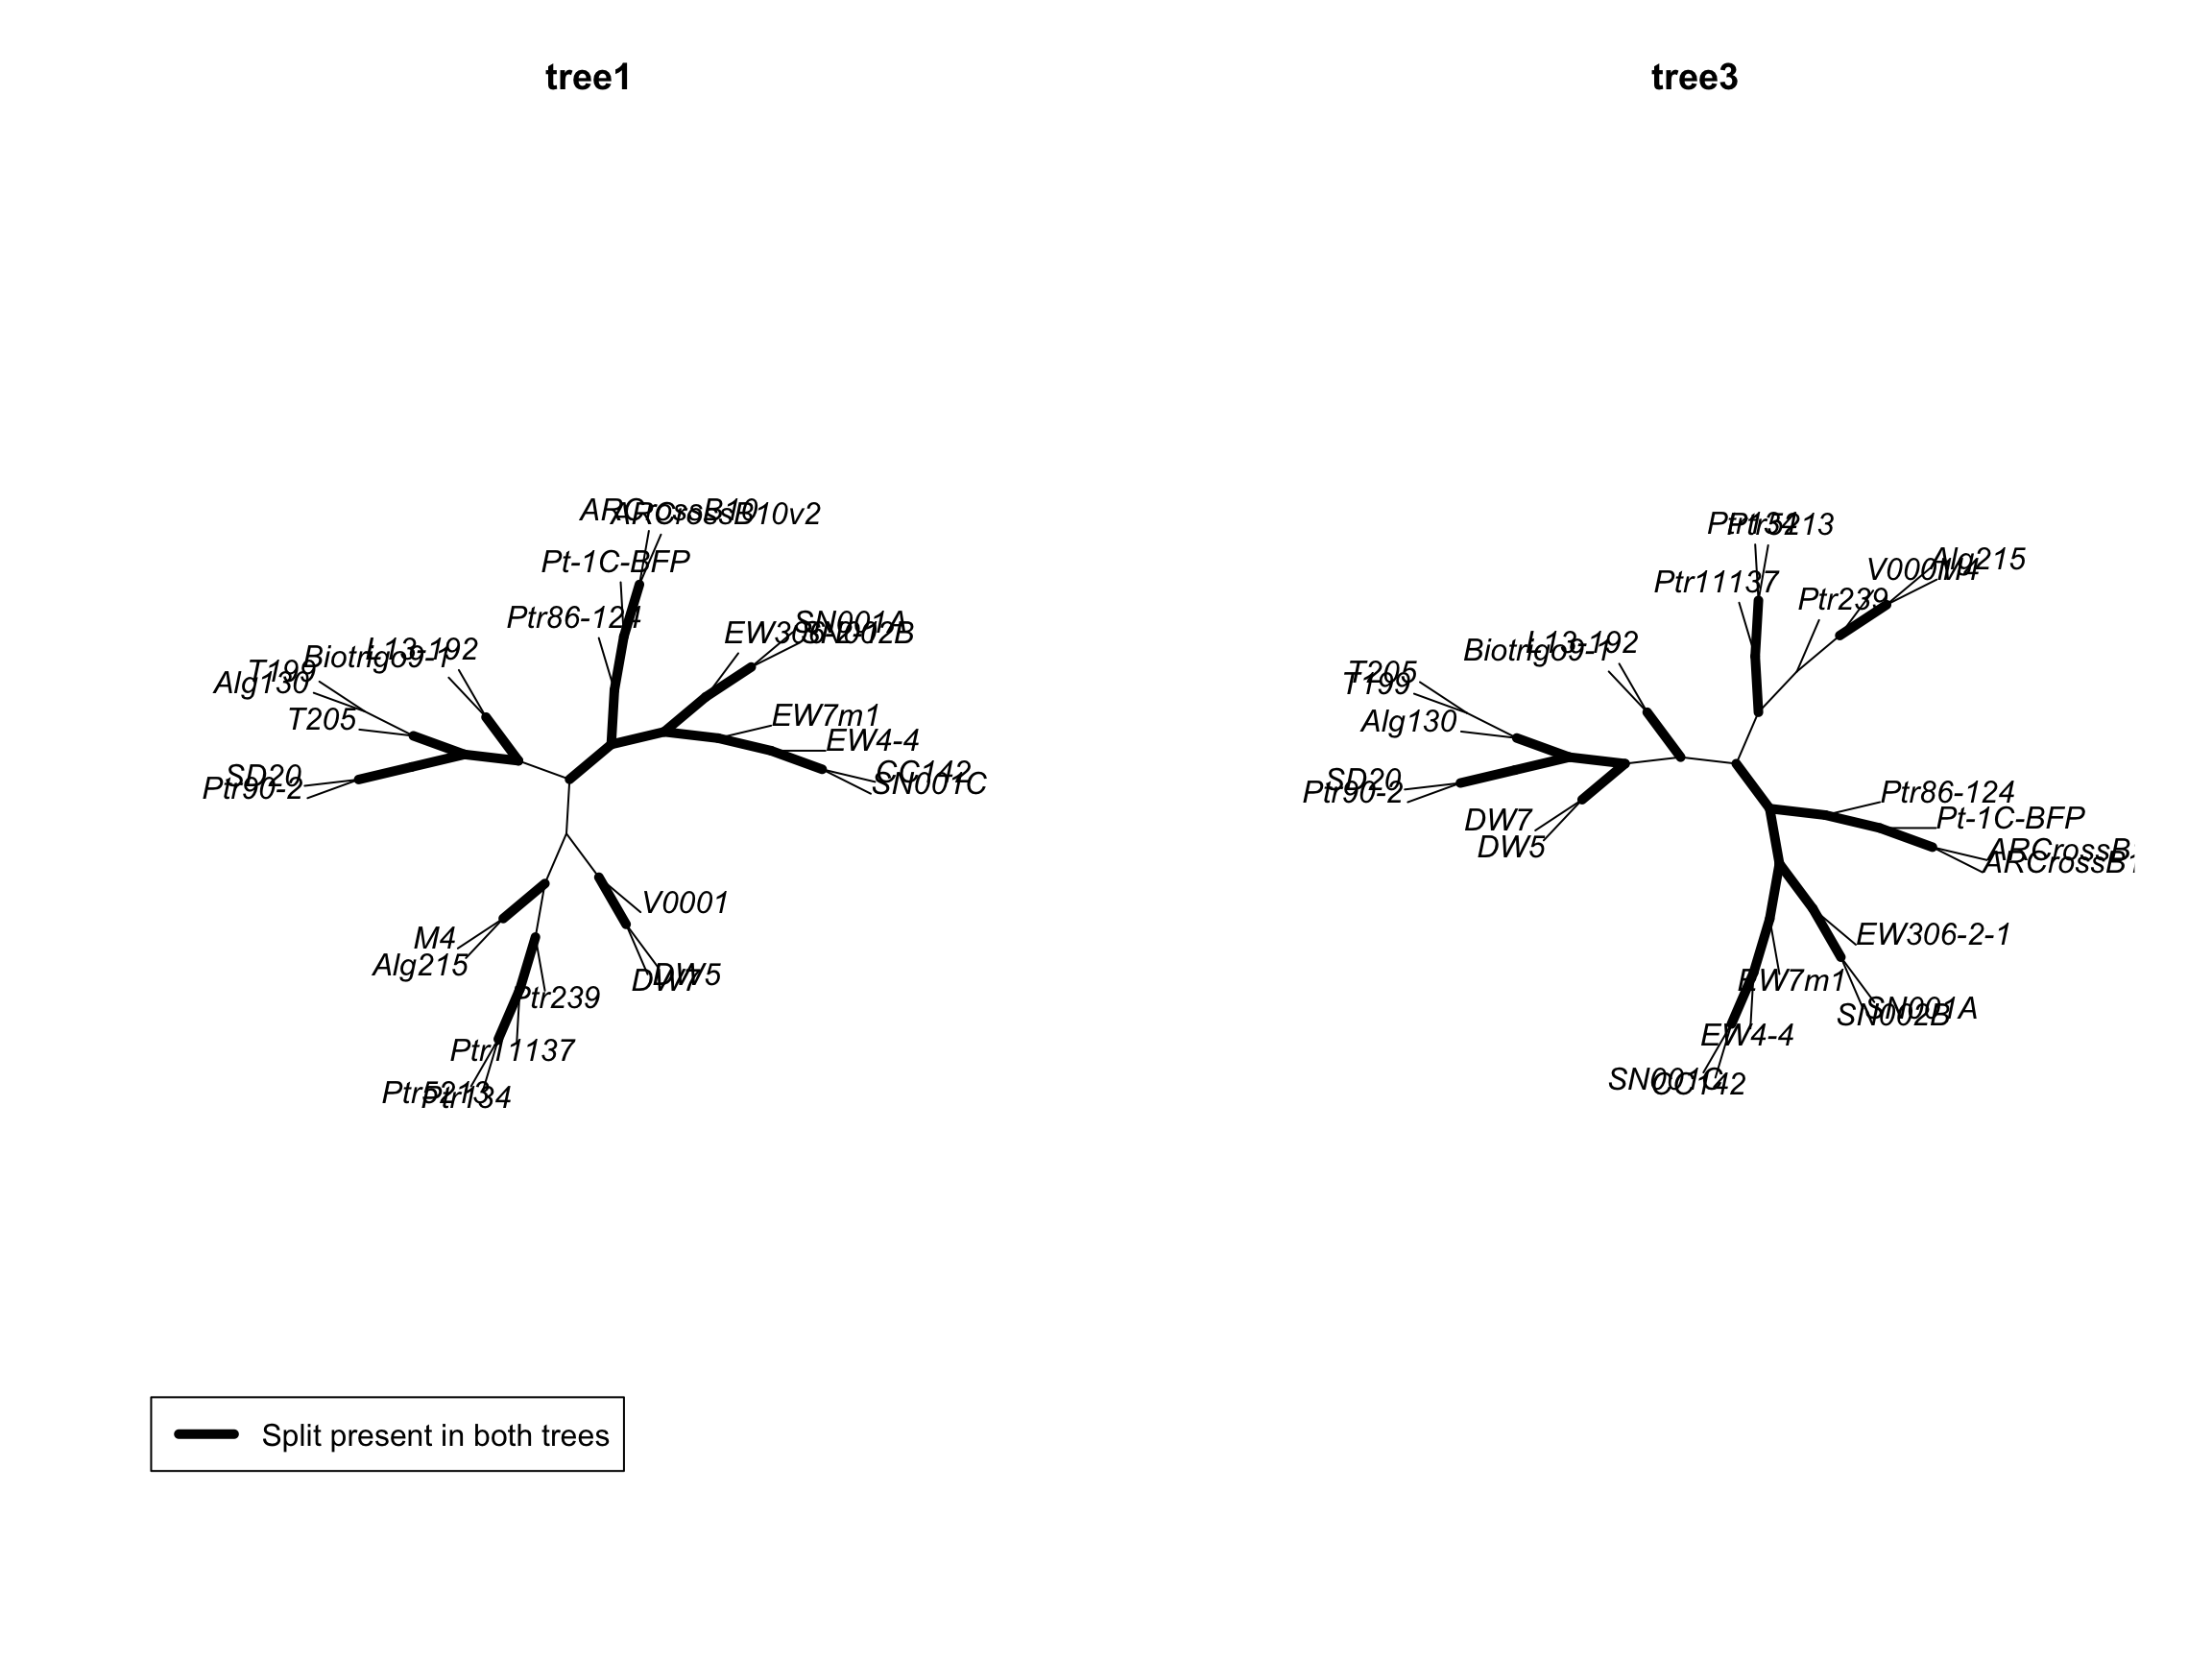 tree1
ARCrossB10
ARCrossB10v2
Pt-1C-BFP
Ptr86-124
SN001A
SN002B
EW306-2-1
L13-192
Biotrigo9-1
T199
Alg130
T205
EW7m1
EW4-4
CC142
SN001C
SD20
Ptr90-2
V0001
M4
Alg215
DW5
DW7
Ptr239
Ptr11137
Ptr5213
Ptr134
tree3
Ptr134
Ptr5213
Alg215
V0001
M4
Ptr11137
Ptr239
L13-192
Biotrigo9-1
T205
T199
Alg130
SD20
Ptr90-2
Ptr86-124
Pt-1C-BFP
DW7
DW5
ARCrossB
ARCrossB1
EW306-2-1
EW7m1
SN001A
SN002B
EW4-4
SN001C
CC142
Split present in both trees